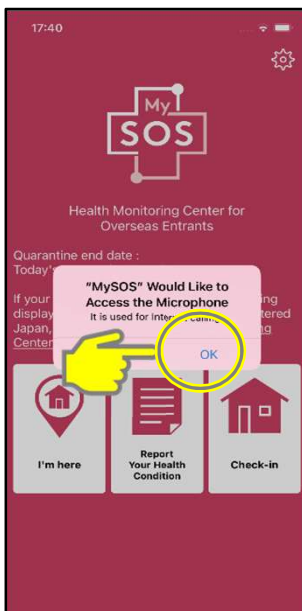 17:40
My
SOS
Health Monitoring Center for
Overseas Entrants
Quarantine end date :
Today's
"MySOS" Would Like to
Access the Microphone
It is used for
If your
display
Japan,
Center
OK
I'm here
Report
Your Health
Condition
Check-in